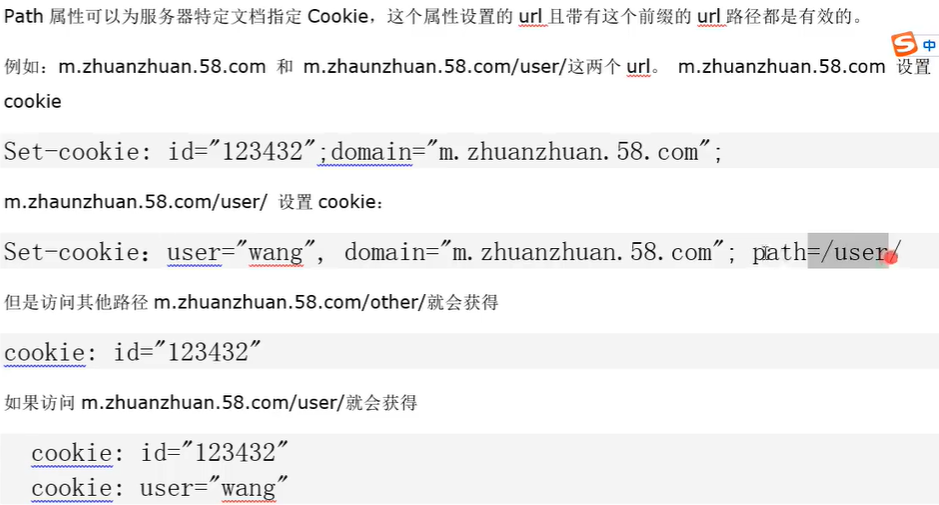 Path 属性可以为服务器特定文档指定 Cookie，这个属性设置的 url 且带有这个前缀的 url 路径都是有效的。
中
例如：m.zhuanzhuan.58.com 和 m.zhaunzhuan.58.com/user/这两个 url。 m.zhuanzhuan.58.com 设置
cookie
Set-cookie: id="123432";domain="m.zhuanzhuan.58.com";
m.zhaunzhuan.58.com/user/ 设置 cookie：
Set-cookie：user="wang", domain="m.zhuanzhuan.58.com"; path=/user/
但是访问其他路径 m.zhuanzhuan.58.com/other/就会获得
cookie: id="123432"
如果访问 m.zhuanzhuan.58.com/user/就会获得
cookie: id="123432"
cookie: user="wang"